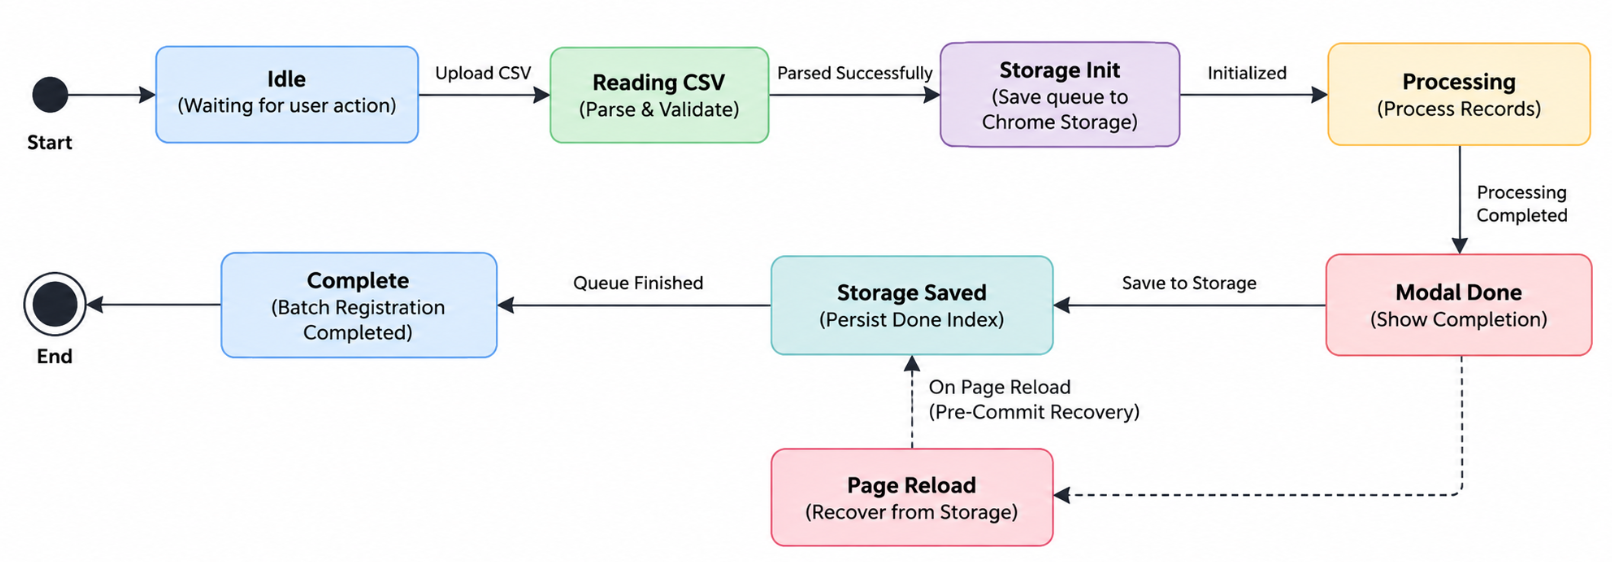 Idle
(Waiting for user action)
Upload CSV
Reading CSV
(Parse & Validate)
Parsed Successfully
Storage Init
(Save queue to
Chrome Storage)
Initialized
Processing
(Process Records)
Start
Processing
Completed
Modal Done
(Show Completion)
Savıe to Storage
Storage Saved
(Persist Done Index)
Queue Finished
Complete
(Batch Registration
Completed)
End
On Page Reload
(Pre-Commit Recovery)
Page Reload
(Recover from Storage)